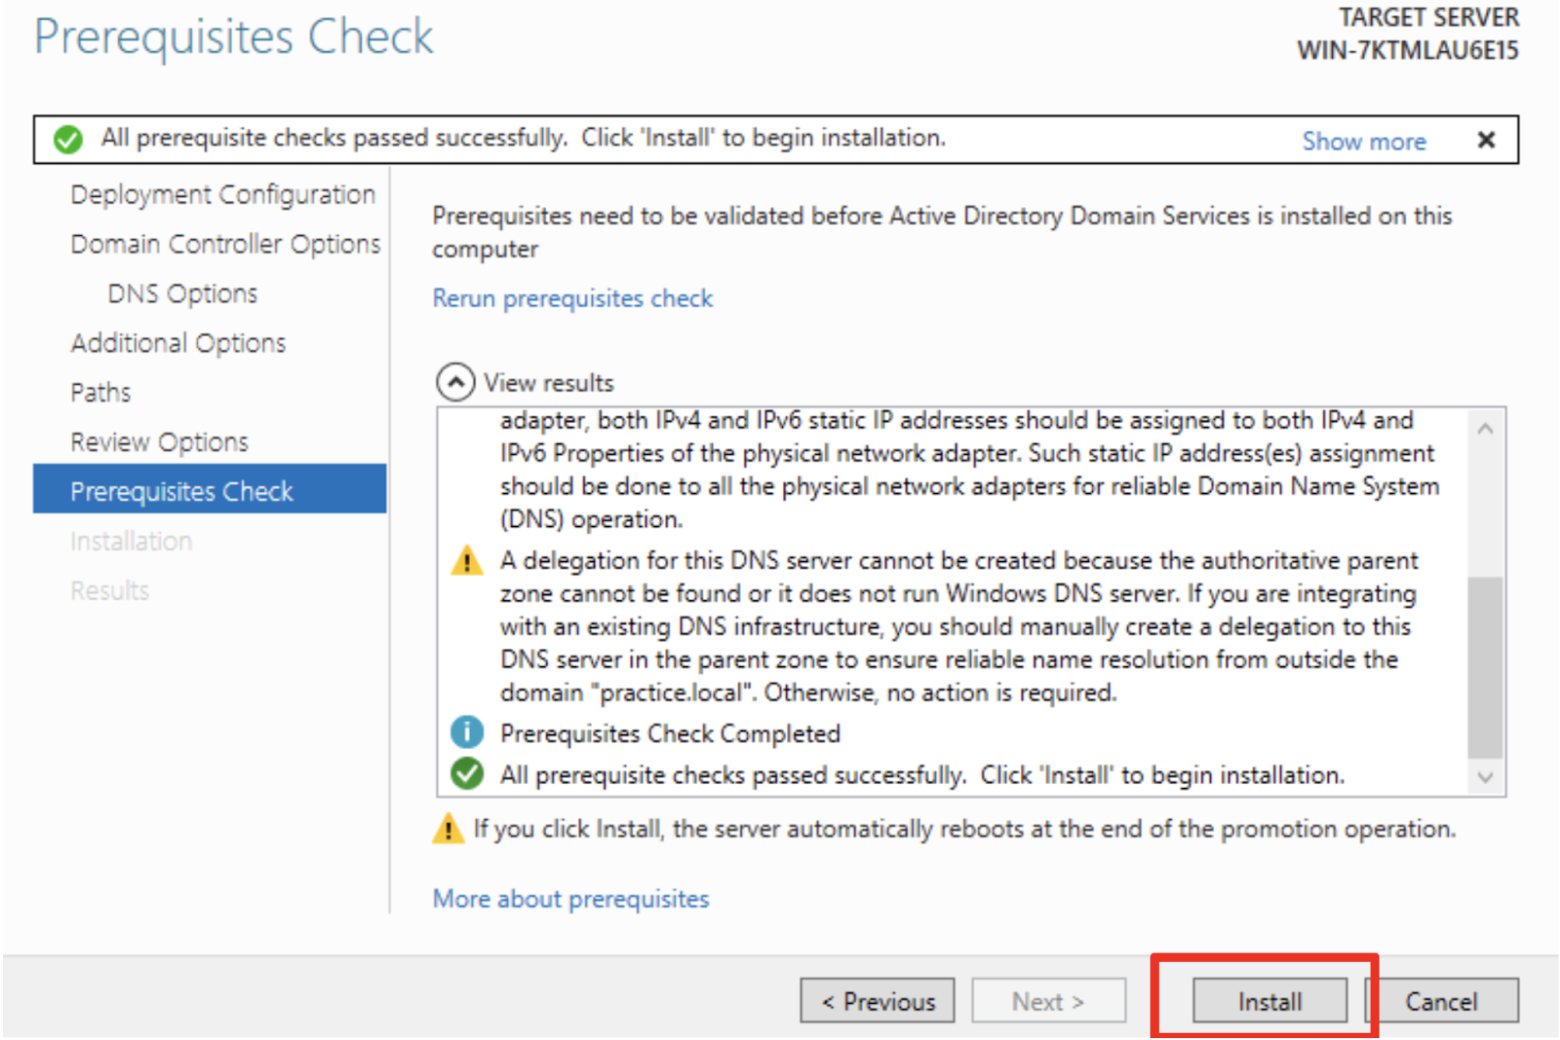 Prerequisites Check
TARGET SERVER
WIN-7KTMLAU6E15
All prerequisite checks passed successfully.  Click 'Install' to begin installation.
Show more
Deployment Configuration
Domain Controller Options
DNS Options
Additional Options
Paths
Review Options
Prerequisites Check
Installation
Results
Prerequisites need to be validated before Active Directory Domain Services is installed on this
computer
Rerun prerequisites check
View results
adapter, both IPv4 and IPv6 static IP addresses should be assigned to both IPv4 and
IPv6 Properties of the physical network adapter. Such static IP address(es) assignment
should be done to all the physical network adapters for reliable Domain Name System
(DNS) operation.
A delegation for this DNS server cannot be created because the authoritative parent
zone cannot be found or it does not run Windows DNS server. If you are integrating
with an existing DNS infrastructure, you should manually create a delegation to this
DNS server in the parent zone to ensure reliable name resolution from outside the
domain "practice.local". Otherwise, no action is required.
Prerequisites Check Completed
All prerequisite checks passed successfully.  Click 'Install' to begin installation.
If you click Install, the server automatically reboots at the end of the promotion operation.
More about prerequisites
< Previous
Next >
Install
Cancel